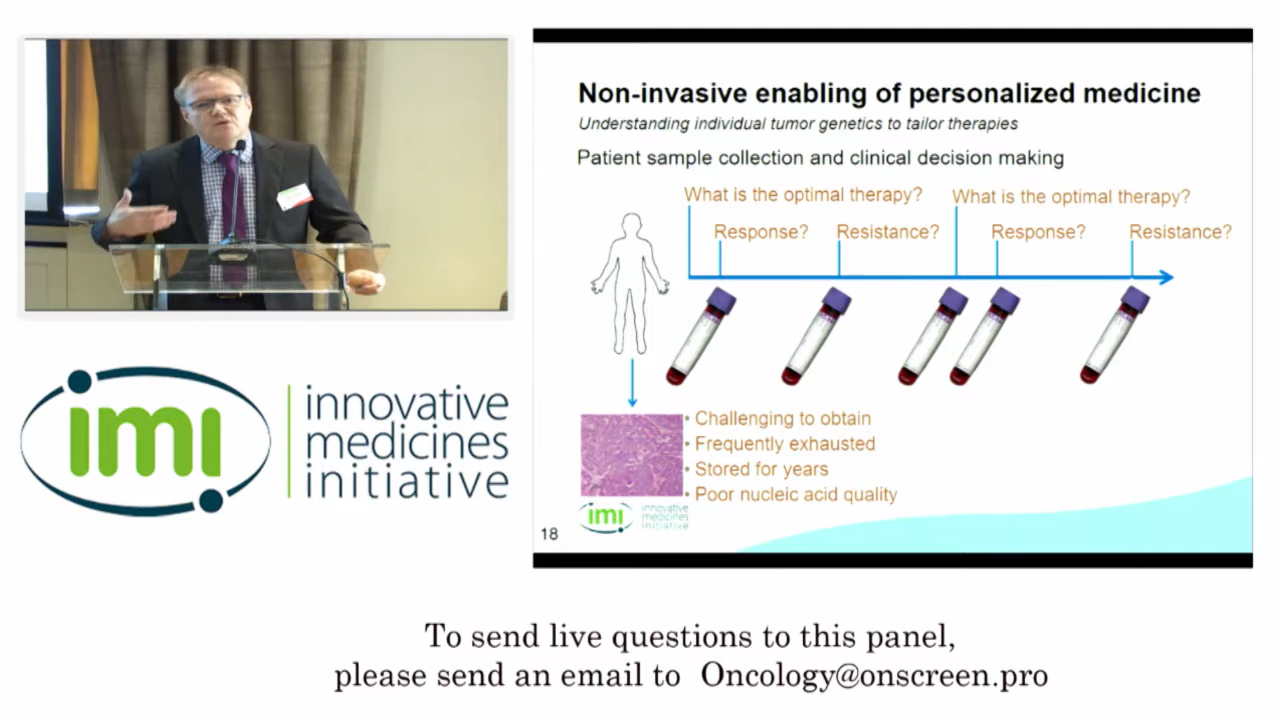 Non-invasive enabling of personalized medicine
Understanding individual tumor genetics to tailor therapies
Patient sample collection and clinical decision making
What is the optimal therapy? What is the optimal therapy?
Response? Resistance? Response? Resistance?
• Challenging to obtain
• Frequently exhausted
• Stored for years
• Poor nucleic acid quality
imi innovative
medicines
initiative
18
imi innovative
medicines
initiative
To send live questions to this panel,
please send an email to Oncology@onscreen.pro